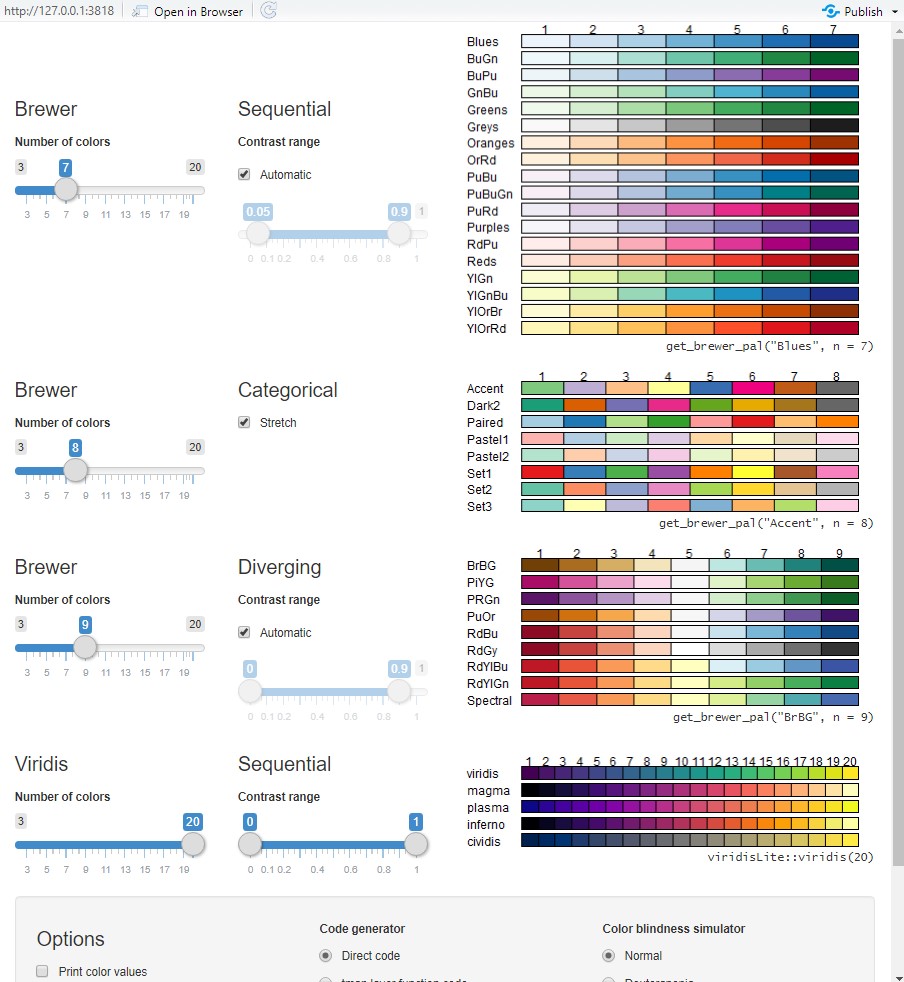 http://127.0.0.1:3818 Open in Browser Publish
Brewer
Number of colors
3 7 20
3 5 7 9 11 13 15 17 19
Sequential
Contrast range
Automatic
0.05 0.9 1
0 0.1 0.2 0.4 0.6 0.8 1
1 2 3 4 5 6 7
Blues
BuGn
BuPu
GnBu
Greens
Greys
Oranges
OrRd
PuBu
PuBuGn
PuRd
Purples
RdPu
Reds
YlGn
YlGnBu
YlOrBr
YlOrRd
get_brewer_pal("Blues", n = 7)
Brewer
Number of colors
3 8 20
3 5 7 9 11 13 15 17 19
Categorical
Stretch
1 2 3 4 5 6 7 8
Accent
Dark2
Paired
Pastel1
Pastel2
Set1
Set2
Set3
get_brewer_pal("Accent", n = 8)
Brewer
Number of colors
3 9 20
3 5 7 9 11 13 15 17 19
Diverging
Contrast range
Automatic
0 0.9 1
0 0.1 0.2 0.4 0.6 0.8 1
1 2 3 4 5 6 7 8 9
BrBG
PiYG
PRGn
PuOr
RdBu
RdGy
RdYlBu
RdYlGn
Spectral
get_brewer_pal("BrBG", n = 9)
Viridis
Number of colors
3 20
3 5 7 9 11 13 15 17 19
Sequential
Contrast range
0 1
0 0.1 0.2 0.4 0.6 0.8 1
1 2 3 4 5 6 7 8 9 10 11 12 13 14 15 16 17 18 19 20
viridis
magma
plasma
inferno
cividis
viridisLite::viridis(20)
Options
Print color values
Code generator
Direct code
Color blindness simulator
Normal